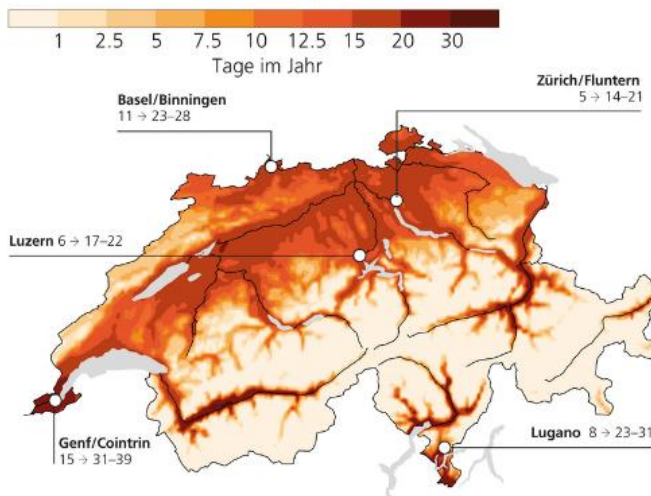 1 2.5 5 7.5 10 12.5 15 20 30
Tage im Jahr
Zürich/Fluntern
5 → 14–21
Basel/Binningen
11 → 23–28
Luzern 6 → 17–22
Lugano 8 → 23–31
Genf/Cointrin
15 → 31–39